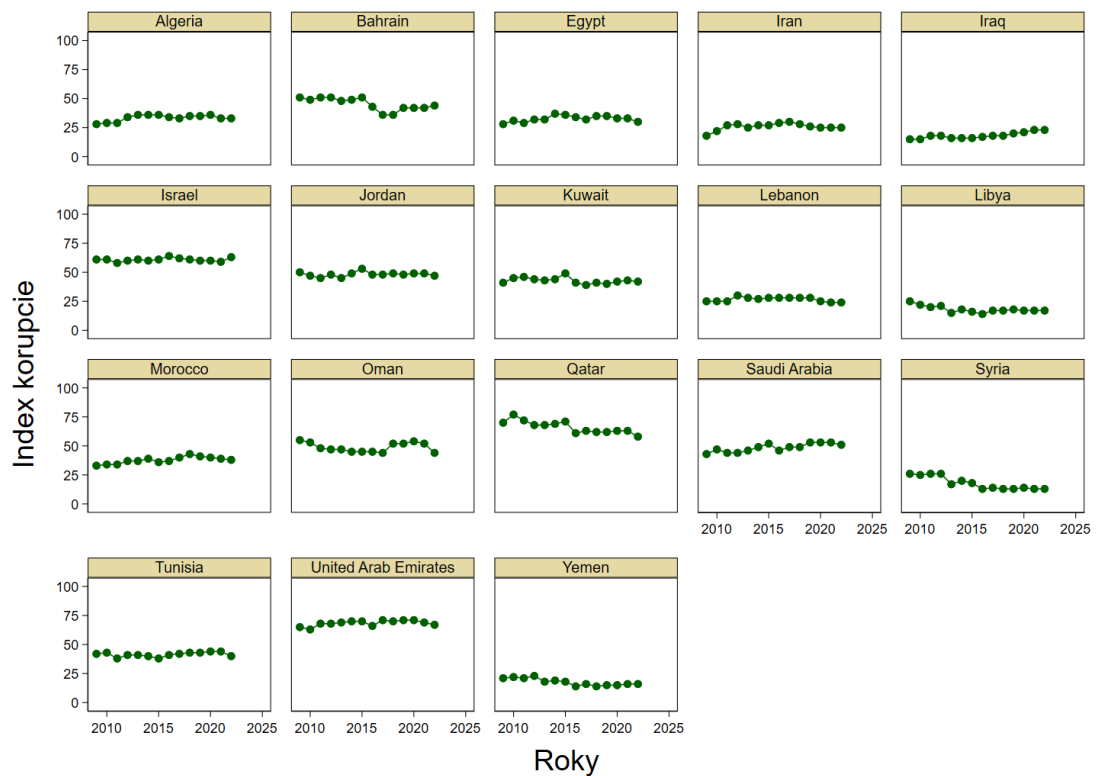 Algeria Bahrain Egypt Iran Iraq
100
75
50
25
0
Israel Jordan Kuwait Lebanon Libya
100
75
50
25
0
Index korupcie
Morocco Oman Qatar Saudi Arabia Syria
100
75
50
25
0
2010 2015 2020 2025 2010 2015 2020 2025
Tunisia United Arab Emirates Yemen
100
75
50
25
0
2010 2015 2020 2025 2010 2015 2020 2025 2010 2015 2020 2025
Roky